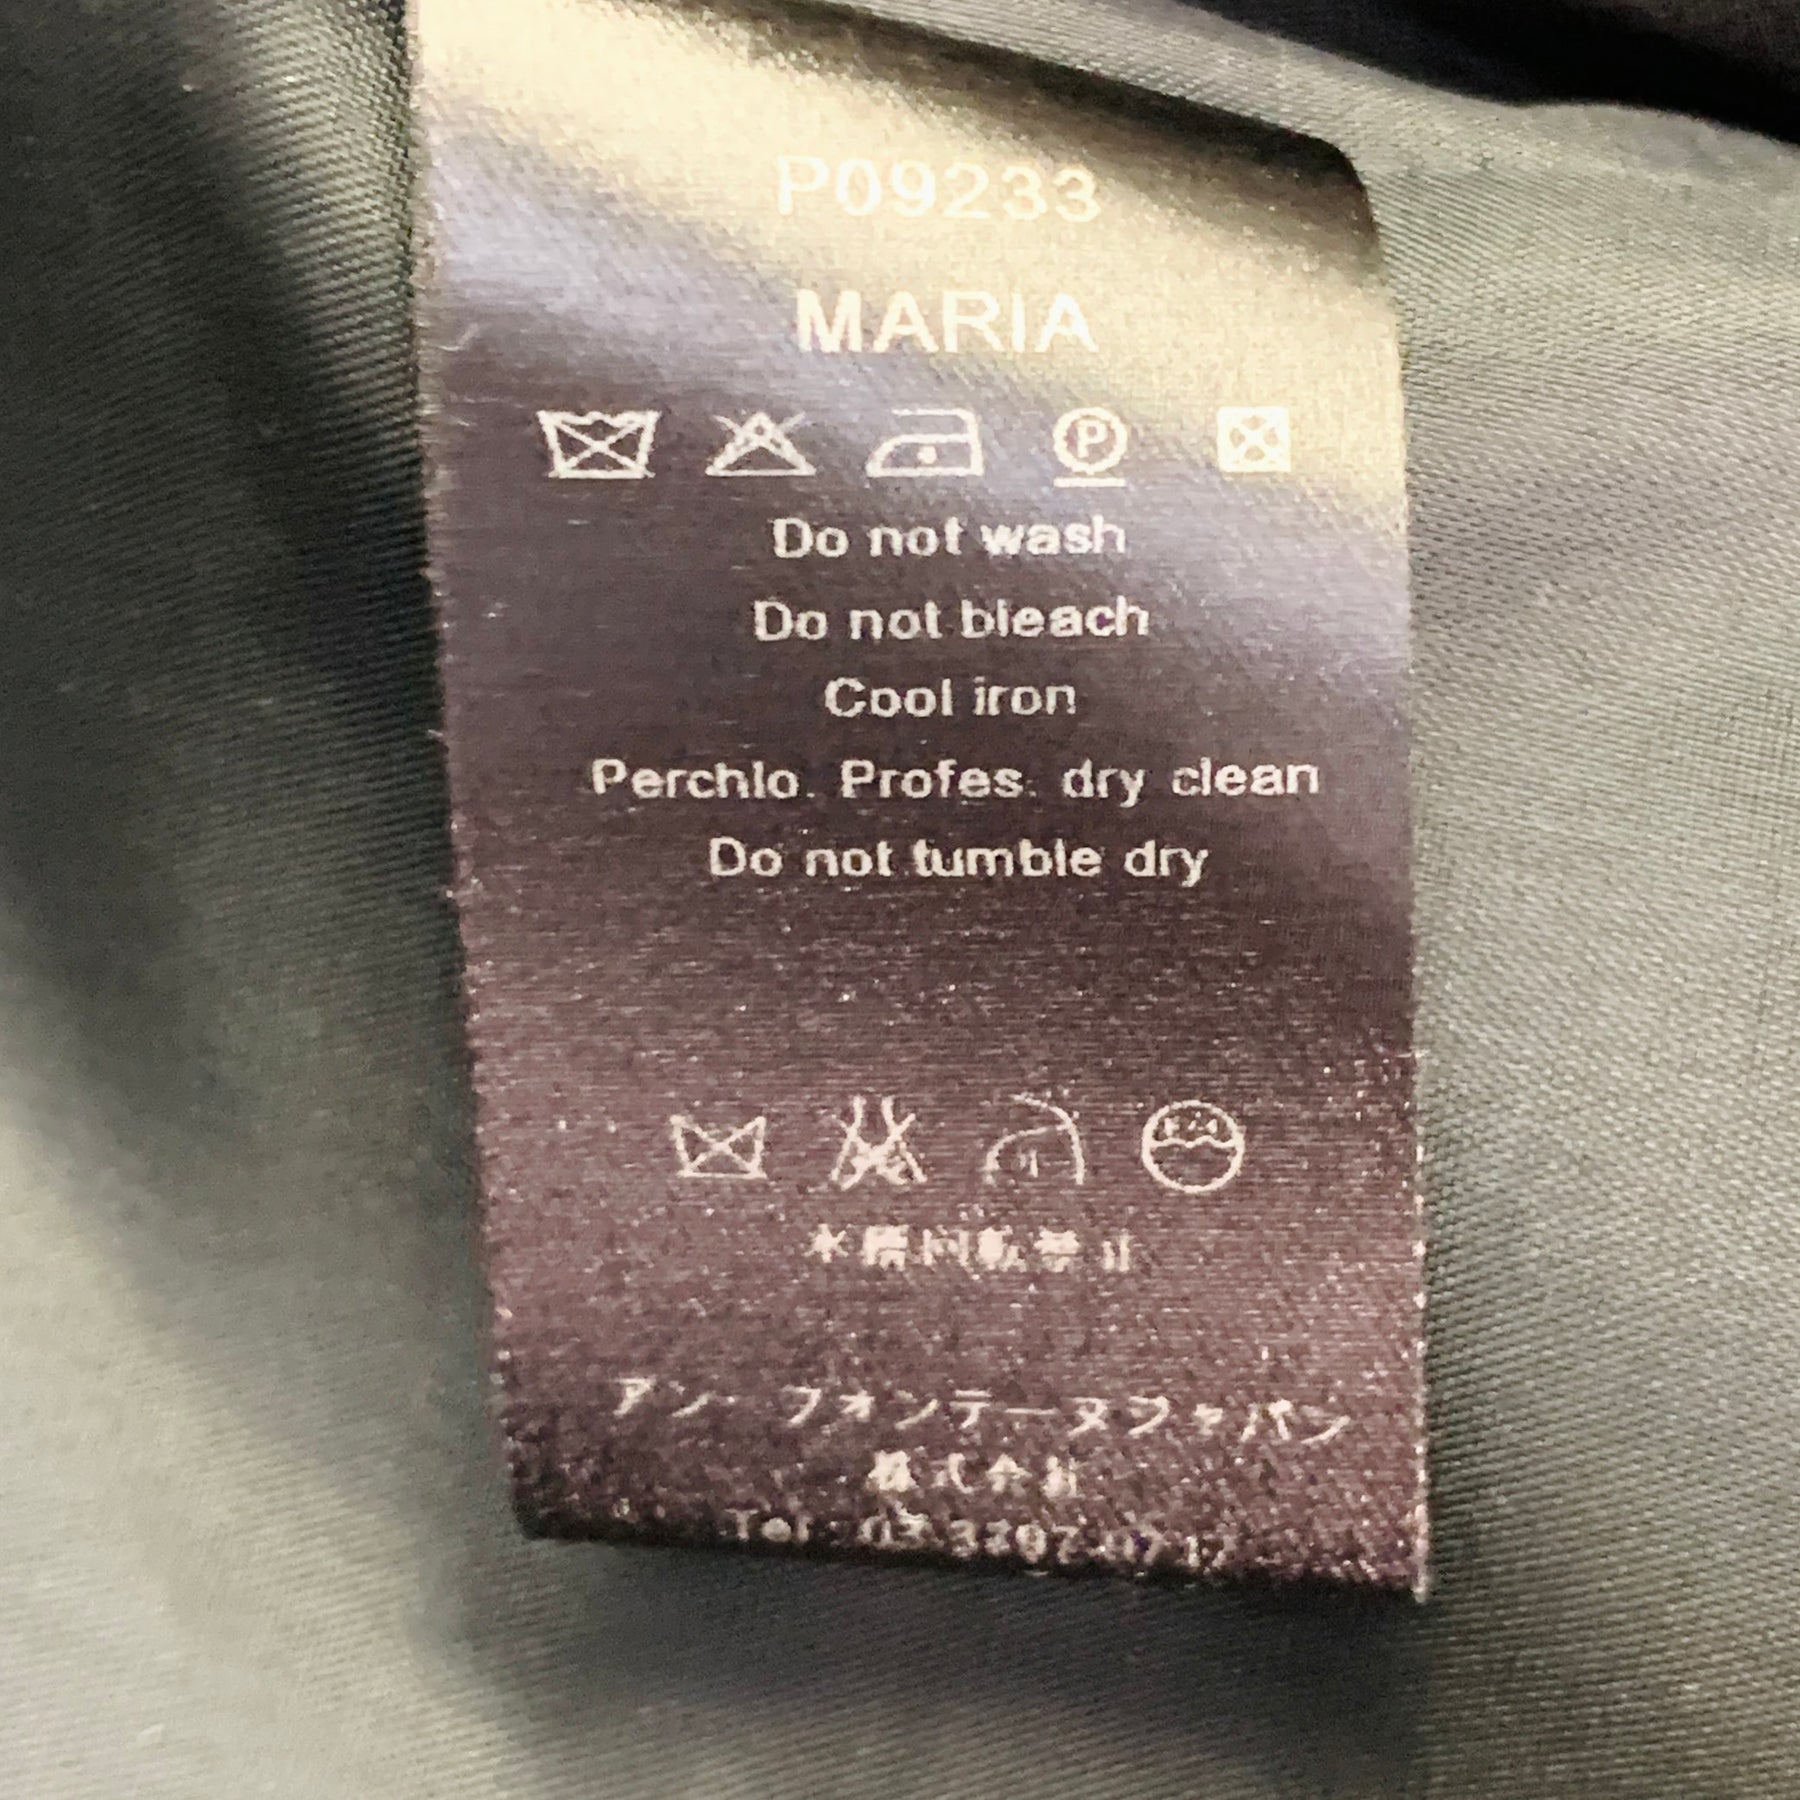 P09233
MARIA
P
Do not wash
Do not bleach
Cool iron
Perchlo. Profes. dry clean
Do not tumble dry
アン・フォンテーヌジャパン
株式会社
Tel